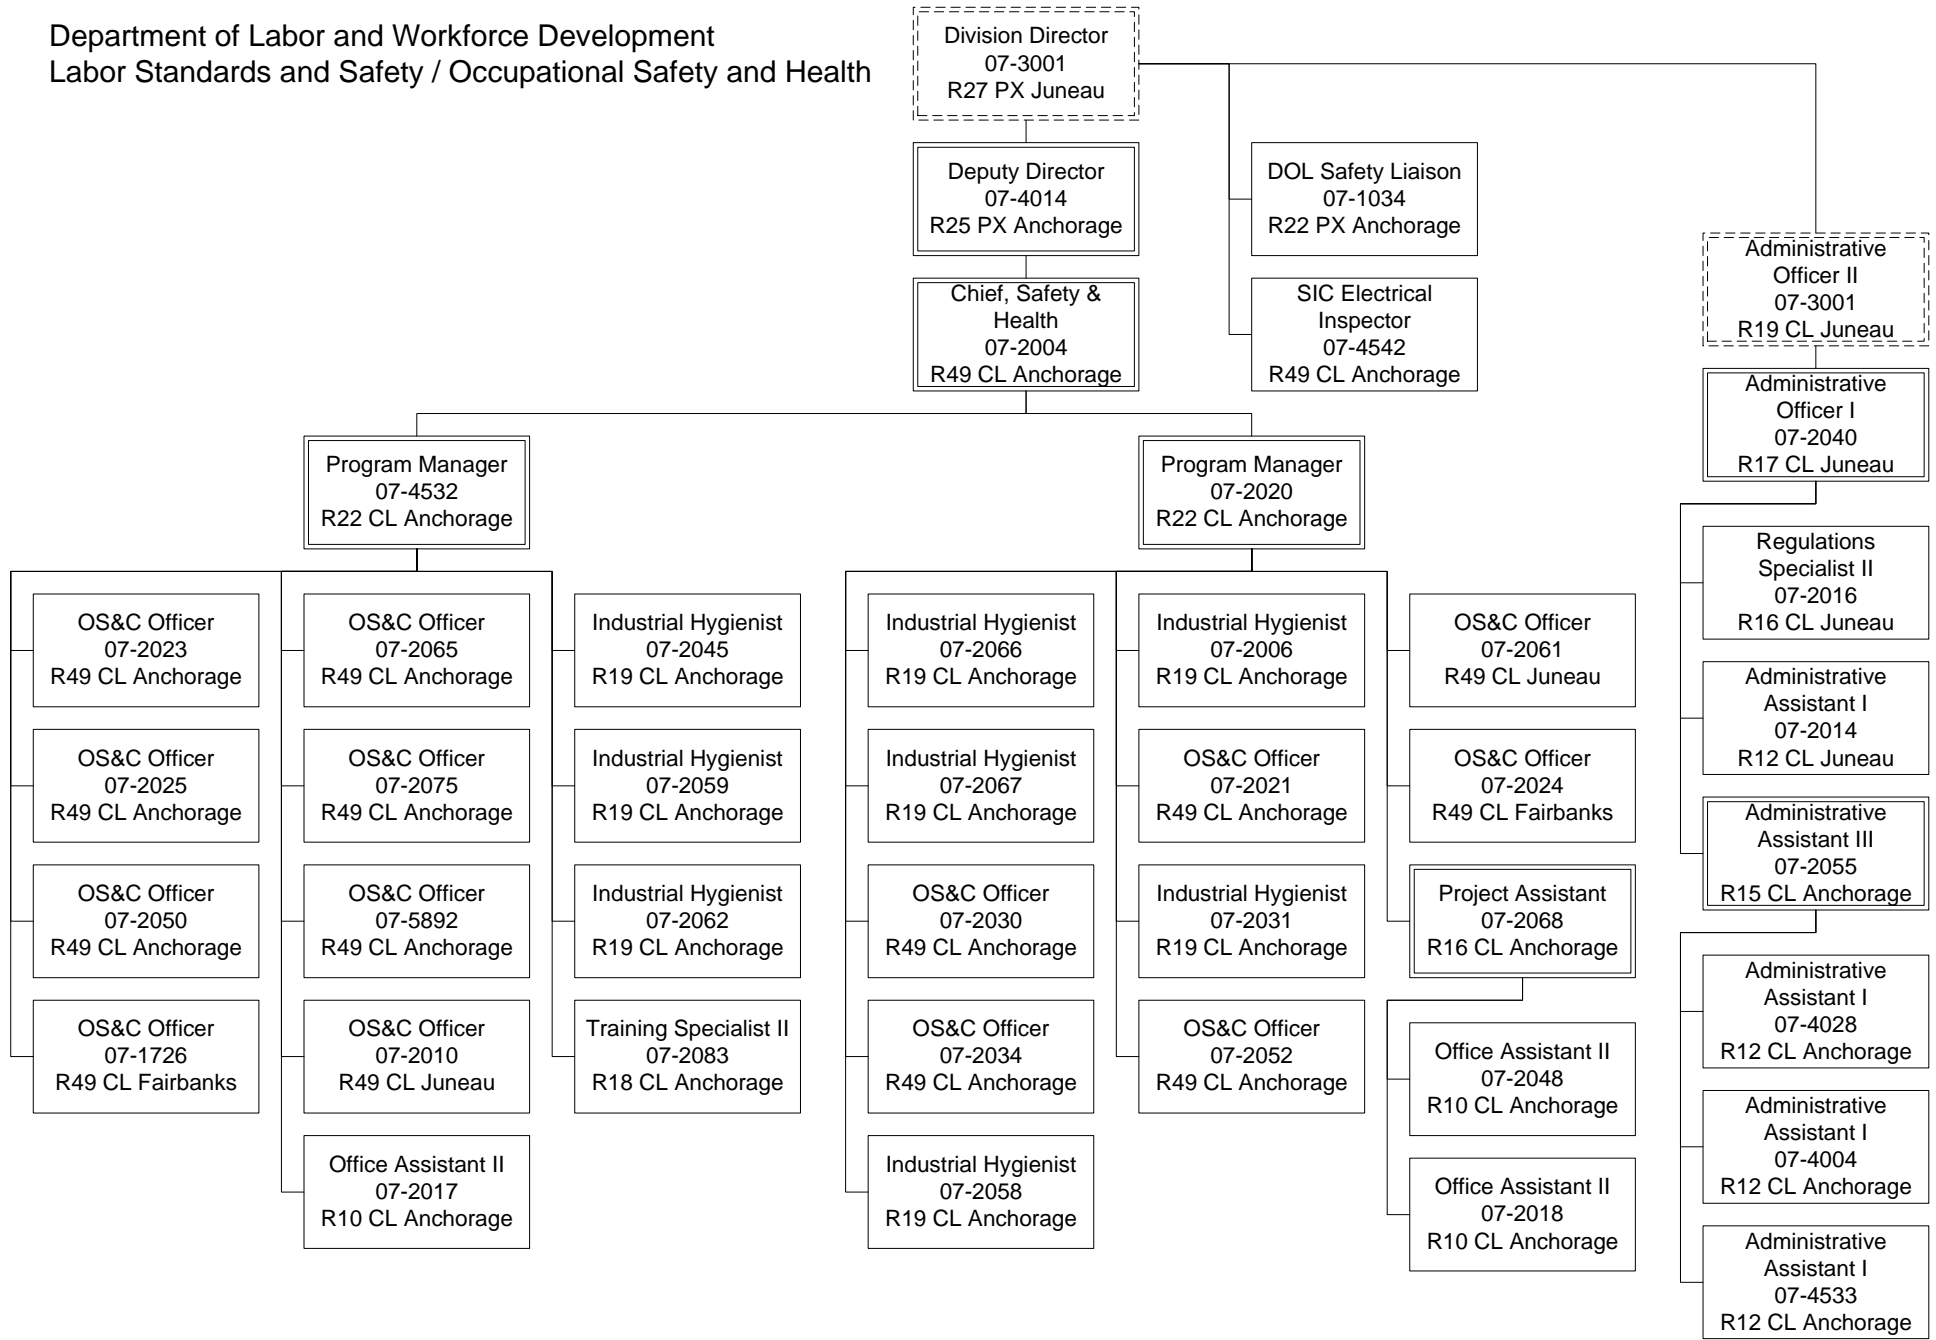 Department of Labor and Workforce Development
Labor Standards and Safety / Occupational Safety and Health
Division Director
07-3001
R27 PX Juneau
Deputy Director
07-4014
R25 PX Anchorage
DOL Safety Liaison
07-1034
R22 PX Anchorage
Chief, Safety &
Health
07-2004
R49 CL Anchorage
SIC Electrical
Inspector
07-4542
R49 CL Anchorage
Administrative
Officer II
07-3001
R19 CL Juneau
Administrative
Officer I
07-2040
R17 CL Juneau
Program Manager
07-4532
R22 CL Anchorage
Program Manager
07-2020
R22 CL Anchorage
OS&C Officer
07-2023
R49 CL Anchorage
OS&C Officer
07-2025
R49 CL Anchorage
OS&C Officer
07-2050
R49 CL Anchorage
OS&C Officer
07-1726
R49 CL Fairbanks
OS&C Officer
07-2065
R49 CL Anchorage
OS&C Officer
07-2075
R49 CL Anchorage
OS&C Officer
07-5892
R49 CL Anchorage
OS&C Officer
07-2010
R49 CL Juneau
Office Assistant II
07-2017
R10 CL Anchorage
Industrial Hygienist
07-2045
R19 CL Anchorage
Industrial Hygienist
07-2059
R19 CL Anchorage
Industrial Hygienist
07-2062
R19 CL Anchorage
Training Specialist II
07-2083
R18 CL Anchorage
Industrial Hygienist
07-2066
R19 CL Anchorage
Industrial Hygienist
07-2067
R19 CL Anchorage
OS&C Officer
07-2030
R49 CL Anchorage
OS&C Officer
07-2034
R49 CL Anchorage
Industrial Hygienist
07-2058
R19 CL Anchorage
Industrial Hygienist
07-2006
R19 CL Anchorage
OS&C Officer
07-2021
R49 CL Anchorage
Industrial Hygienist
07-2031
R19 CL Anchorage
OS&C Officer
07-2052
R49 CL Anchorage
OS&C Officer
07-2061
R49 CL Juneau
OS&C Officer
07-2024
R49 CL Fairbanks
Project Assistant
07-2068
R16 CL Anchorage
Office Assistant II
07-2048
R10 CL Anchorage
Office Assistant II
07-2018
R10 CL Anchorage
Regulations
Specialist II
07-2016
R16 CL Juneau
Administrative
Assistant I
07-2014
R12 CL Juneau
Administrative
Assistant III
07-2055
R15 CL Anchorage
Administrative
Assistant I
07-4028
R12 CL Anchorage
Administrative
Assistant I
07-4004
R12 CL Anchorage
Administrative
Assistant I
07-4533
R12 CL Anchorage